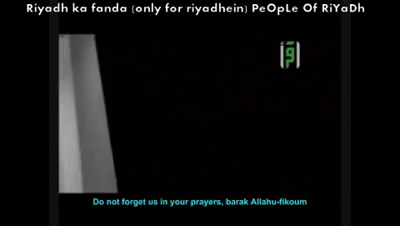 Riyadh ka fanda (only for riyadhein) PeOpLe Of RiYaDh
Do not forget us in your prayers, barak Allahu-fikoum